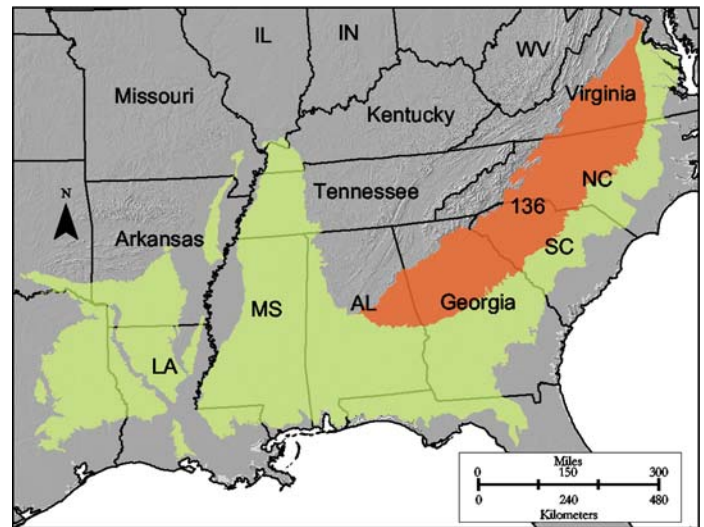 IL
IN
WV
Missouri
Virginia
Kentucky
N
Tennessee
NC
136
Arkansas
SC
MS
AL
Georgia
LA
Miles
0 150 300
0 240 480
Kilometers